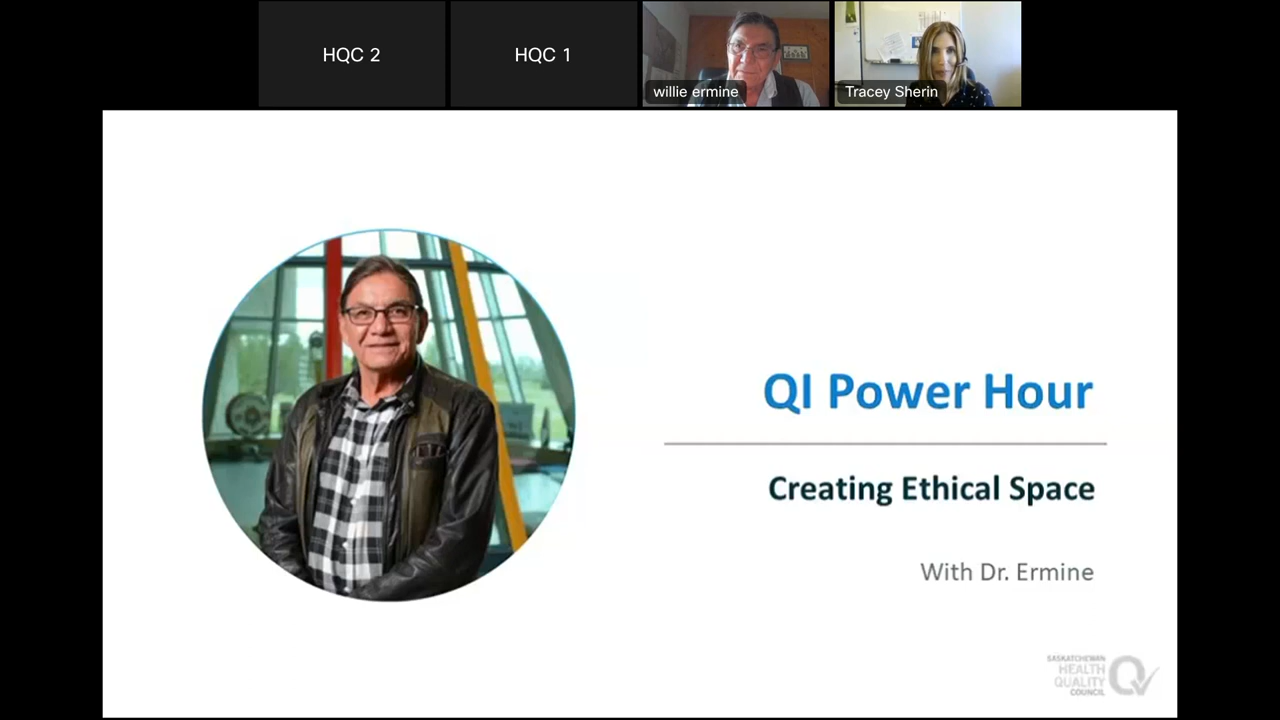 HQC 2
HQC 1
willie ermine
Tracey Sherin
QI Power Hour
Creating Ethical Space
With Dr. Ermine
SASKATCHEWAN
HEALTH
QUALITY
COUNCIL